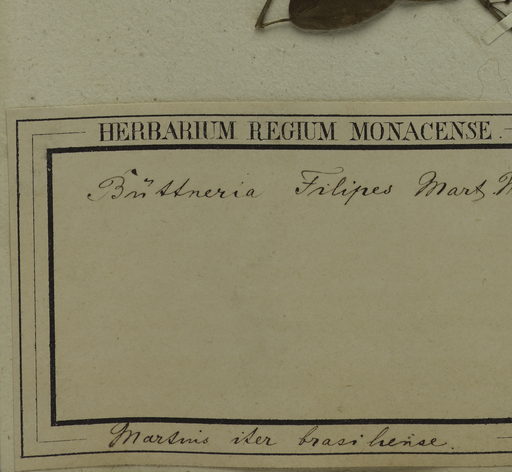 HERBARIUM REGIUM MONACENSE.
Büttneria Filipes Mart.
Martius iter brasiliense.